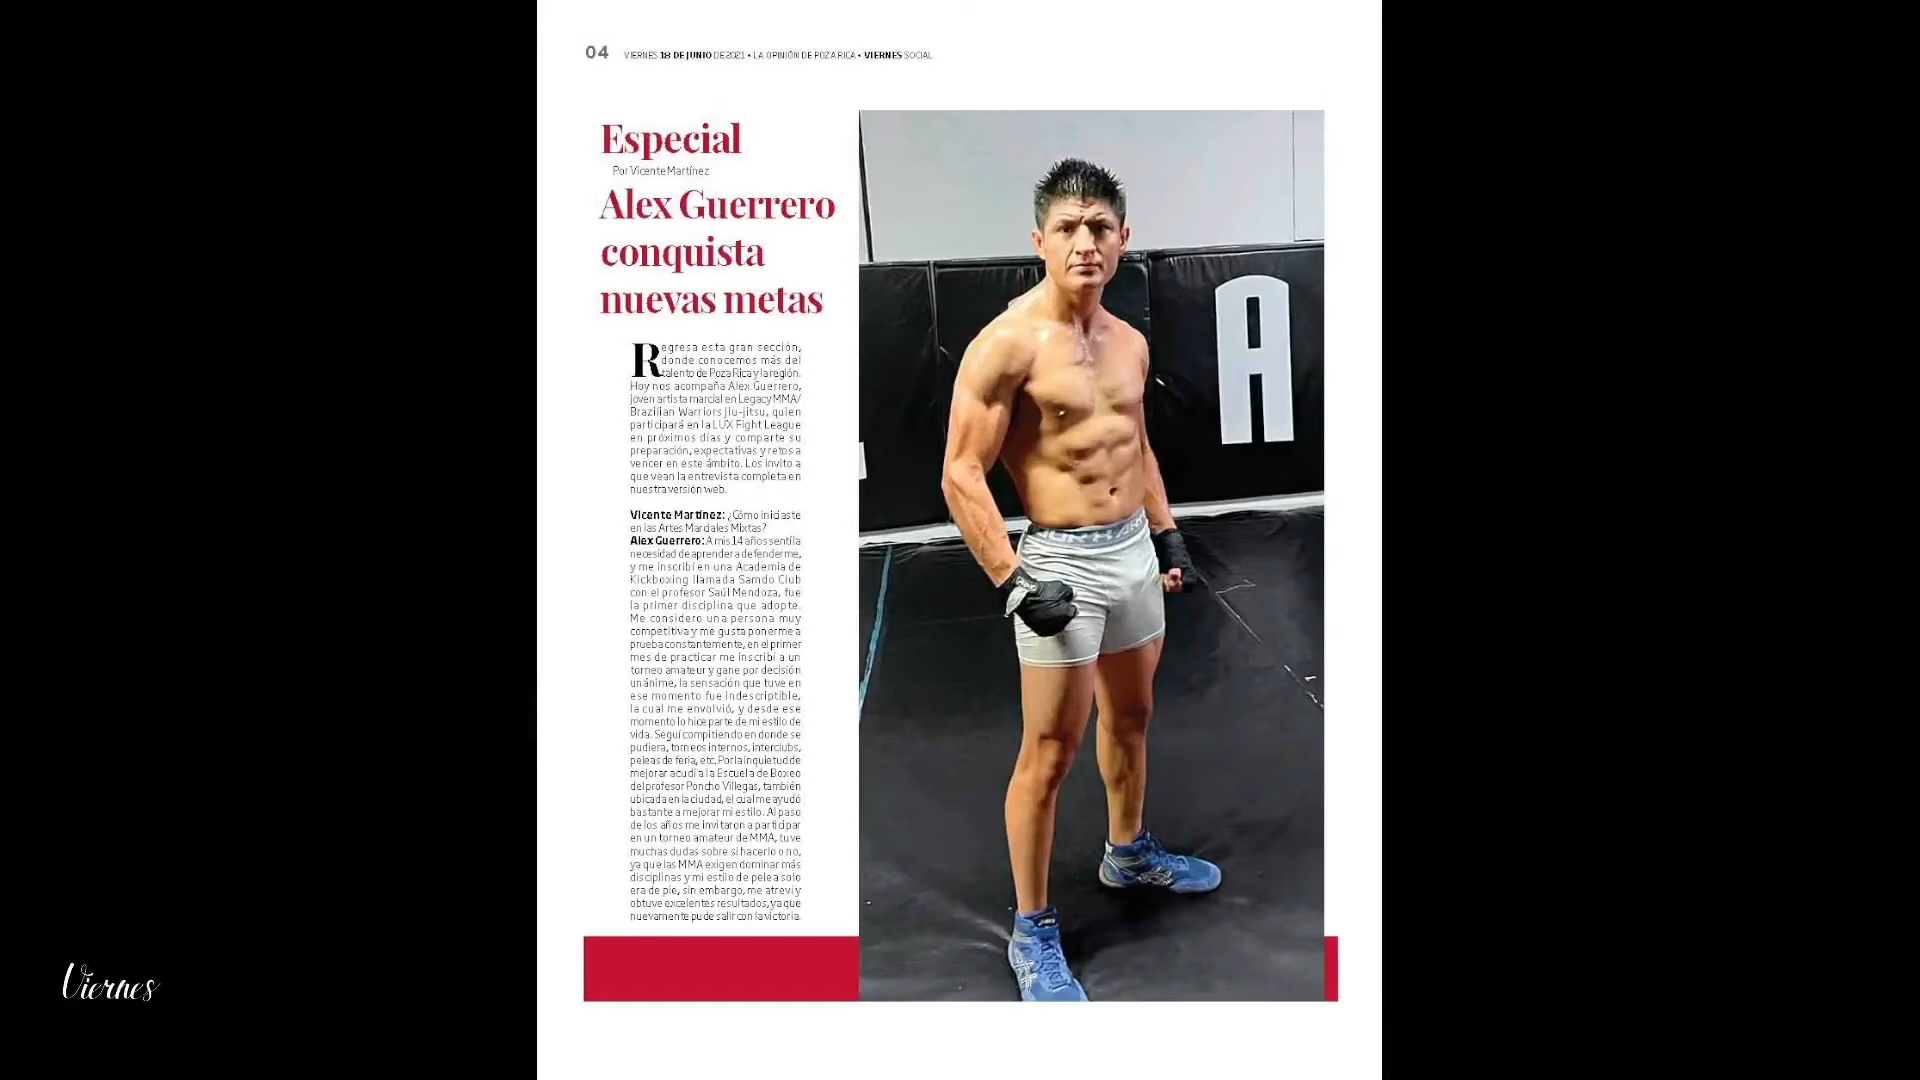 04 VIERNES 18 DE JUNIO DE 2021 • LA OPINIÓN DE POZA RICA • VIERNES SOCIAL
Especial
Por Vicente Martínez
Alex Guerrero
conquista
nuevas metas
Regresa esta gran sección,
donde conocemos más del
talento de Poza Rica y la región.
Hoy nos acompaña Alex Guerrero,
joven artista marcial en Legacy MMA/
Brazilian Warriors Jiu-jitsu, quien
participará en la LUX Fight League
en próximos días y comparte su
preparación, expectativas y retos a
vencer en este ámbito. Los invito a
que vean la entrevista completa en
nuestra versión web.
Vicente Martínez: ¿Cómo iniciaste
en las Artes Marciales Mixtas?
Alex Guerrero: A mis 14 años sentí la
necesidad de aprender a defenderme,
y me inscribí en una Academia de
Kickboxing llamada Samdo Club
con el profesor Saúl Mendoza, fue
la primer disciplina que adopte.
Me considero una persona muy
competitiva y me gusta ponerme a
prueba constantemente, en el primer
mes de practicar me inscribí a un
torneo amateur y gane por decisión
unánime, la sensación que tuve en
ese momento fue indescriptible,
la cual me envolvió, y desde ese
momento lo hice parte de mi estilo de
vida. Seguí compitiendo en donde se
pudiera, torneos internos, interclubs,
peleas de feria, etc. Por la inquietud de
mejorar acudí a la Escuela de Boxeo
del profesor Poncho Villegas, también
ubicada en la ciudad, el cual me ayudó
bastante a mejorar mi estilo. Al paso
de los años me invitaron a participar
en un torneo amateur de MMA, tuve
muchas dudas sobre si hacerlo o no,
ya que las MMA exigen dominar más
disciplinas y mi estilo de pelea solo
era de pie, sin embargo, me atreví y
obtuve excelentes resultados, ya que
nuevamente pude salir con la victoria.
A
asics
Viernes